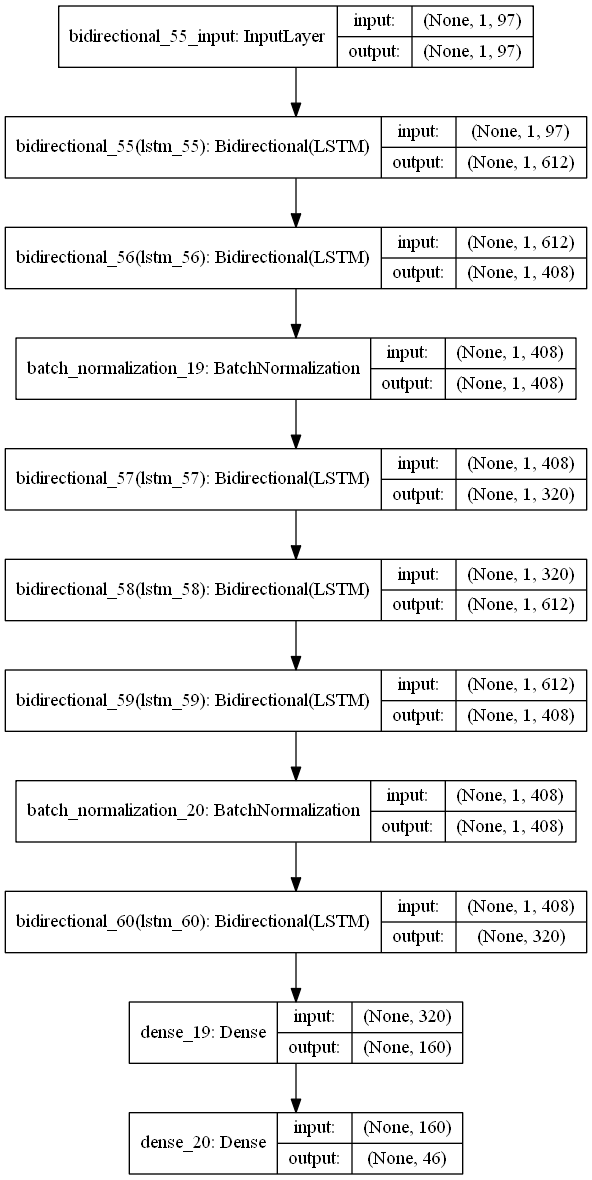 bidirectional_55_input: InputLayer
input: (None, 1, 97)
output: (None, 1, 97)
bidirectional_55(lstm_55): Bidirectional(LSTM)
input: (None, 1, 97)
output: (None, 1, 612)
bidirectional_56(lstm_56): Bidirectional(LSTM)
input: (None, 1, 612)
output: (None, 1, 408)
batch_normalization_19: BatchNormalization
input: (None, 1, 408)
output: (None, 1, 408)
bidirectional_57(lstm_57): Bidirectional(LSTM)
input: (None, 1, 408)
output: (None, 1, 320)
bidirectional_58(lstm_58): Bidirectional(LSTM)
input: (None, 1, 320)
output: (None, 1, 612)
bidirectional_59(lstm_59): Bidirectional(LSTM)
input: (None, 1, 612)
output: (None, 1, 408)
batch_normalization_20: BatchNormalization
input: (None, 1, 408)
output: (None, 1, 408)
bidirectional_60(lstm_60): Bidirectional(LSTM)
input: (None, 1, 408)
output: (None, 320)
dense_19: Dense
input: (None, 320)
output: (None, 160)
dense_20: Dense
input: (None, 160)
output: (None, 46)